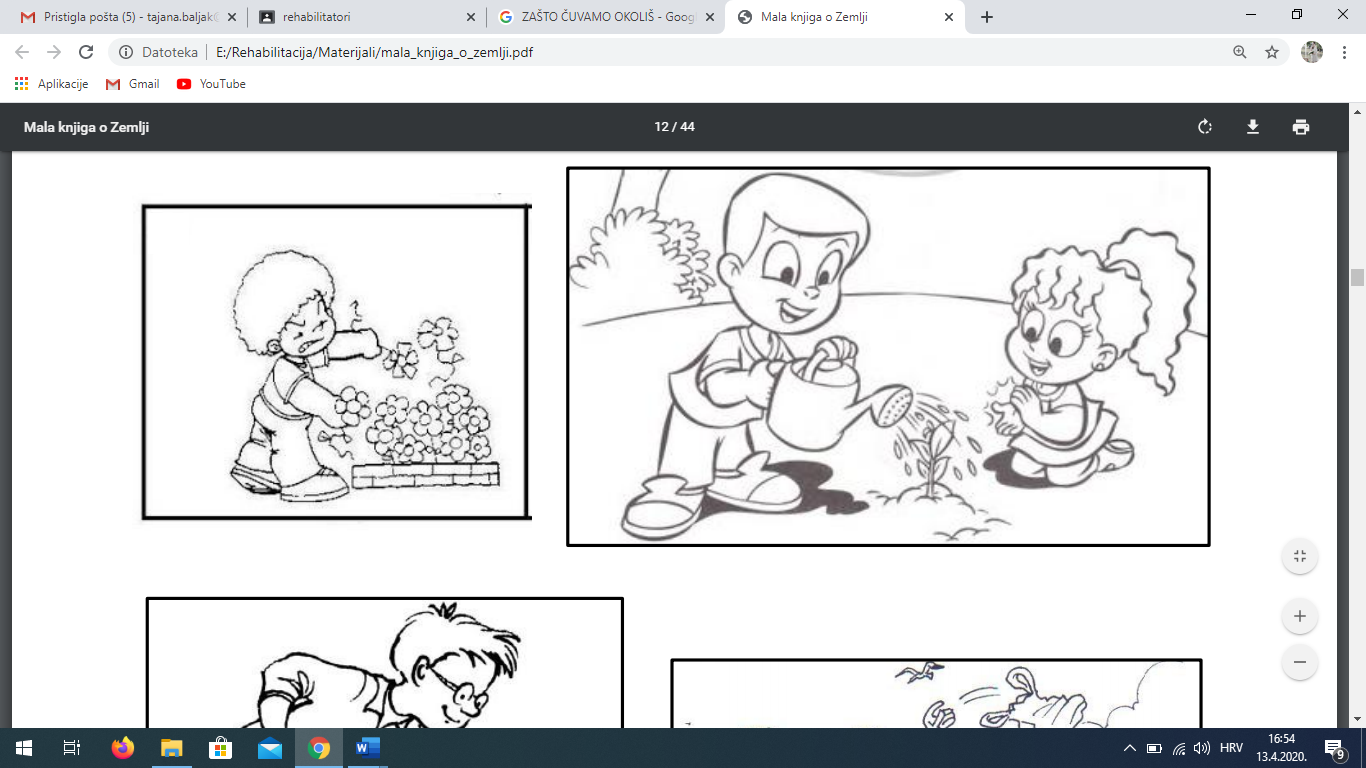 Pristigla pošta (5) - tajana.baljak
rehabilitatori
ZAŠTO ČUVAMO OKOLIŠ - Goog
Mala knjiga o Zemlji
Datoteka
E:/Rehabilitacija/Materijali/mala_knjiga_o_zemlji.pdf
Aplikacije
Gmail
YouTube
Mala knjiga o Zemlji
12 / 44
HRV
16:54
13.4.2020.
9